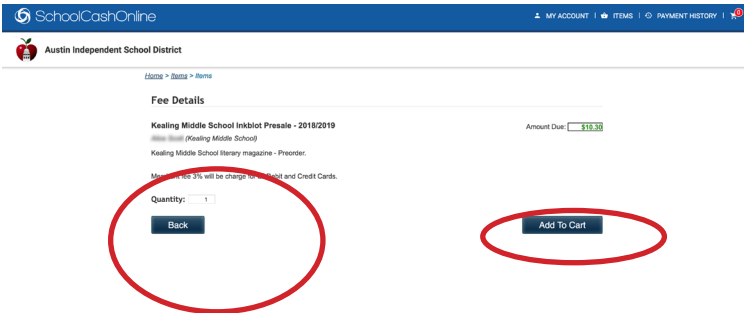 SchoolCashOnline
MY ACCOUNT | ITEMS | PAYMENT HISTORY | 0
Austin Independent School District
Home > Items > Items
Fee Details
Kealing Middle School Inkblot Presale - 2018/2019
Amount Due: $10.30
(Kealing Middle School)
Kealing Middle School literary magazine - Preorder.
fee 3% will be charge for Debit and Credit Cards.
Quantity: 1
Back
Add To Cart